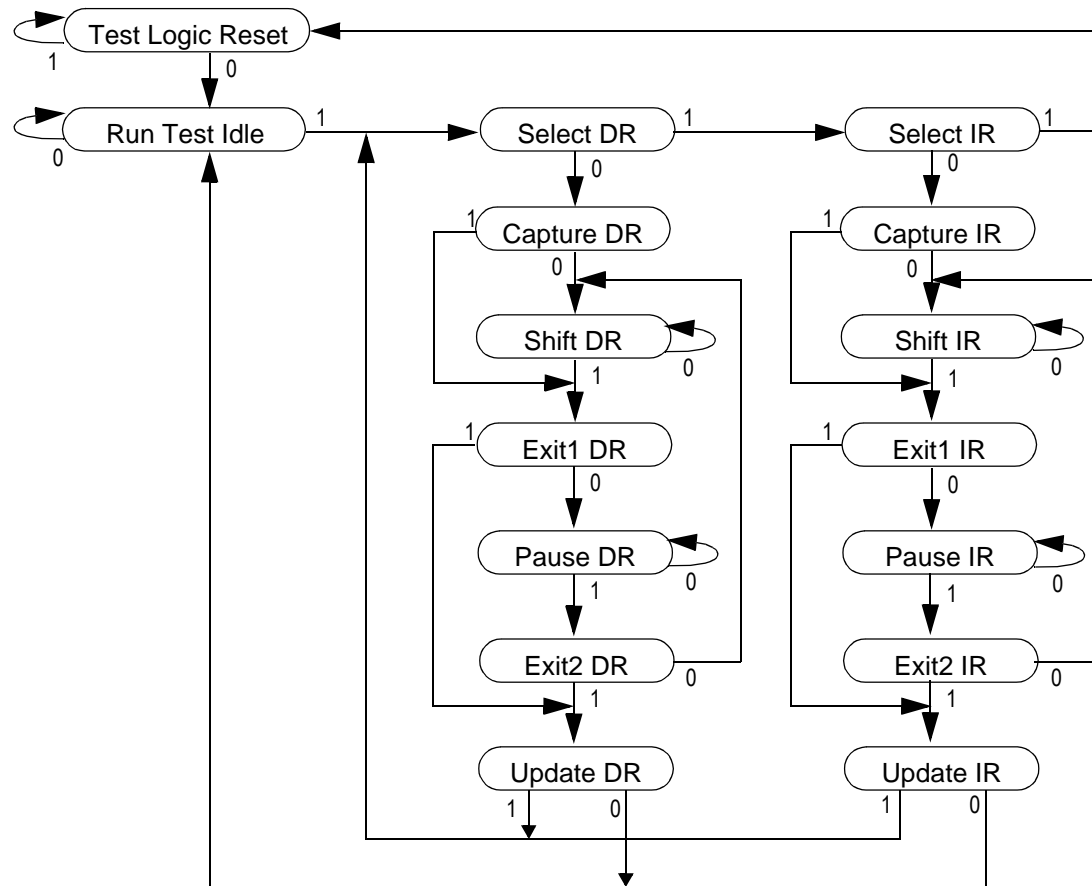 Test Logic Reset
1
0
Run Test Idle
1
Select DR
1
Select IR
1
0
0
0
1
Capture DR
1
Capture IR
0
0
Shift DR
Shift IR
0
0
1
1
1
Exit1 DR
1
Exit1 IR
0
0
Pause DR
Pause IR
0
0
1
1
Exit2 DR
Exit2 IR
0
0
1
1
Update DR
Update IR
1
0
1
0